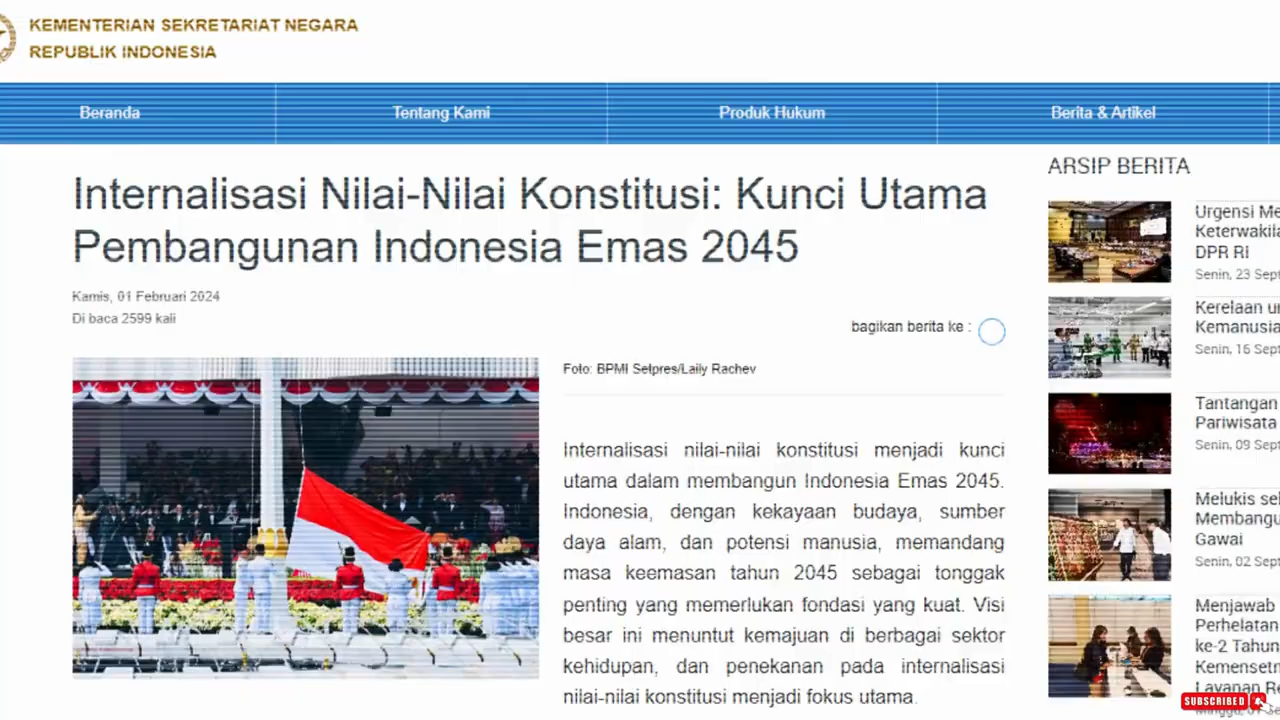 KEMENTERIAN SEKRETARIAT NEGARA
REPUBLIK INDONESIA
Beranda
Tentang Kami
Produk Hukum
Berita & Artikel
Internalisasi Nilai-Nilai Konstitusi: Kunci Utama
Pembangunan Indonesia Emas 2045
Kamis, 01 Februari 2024
Di baca 2599 kali
bagikan berita ke :
Foto: BPMI Setpres/Laily Rachev
Internalisasi nilai-nilai konstitusi menjadi kunci
utama dalam membangun Indonesia Emas 2045.
Indonesia, dengan kekayaan budaya, sumber
daya alam, dan potensi manusia, memandang
masa keemasan tahun 2045 sebagai tonggak
penting yang memerlukan fondasi yang kuat. Visi
besar ini menuntut kemajuan di berbagai sektor
kehidupan, dan penekanan pada internalisasi
nilai-nilai konstitusi menjadi fokus utama.
ARSIP BERITA
Urgensi Me
Keterwakila
DPR RI
Senin, 23 Sept
Kerelaan u
Kemanusia
Senin, 16 Sept
Tantangan
Pariwisata
Senin, 09 Sept
Melukis se
Membangu
Gawai
Senin, 02 Sept
Menjawab
Perhelatan
ke-2 Tahun
Kemensetn
Layanan Re
SUBSCRIBED